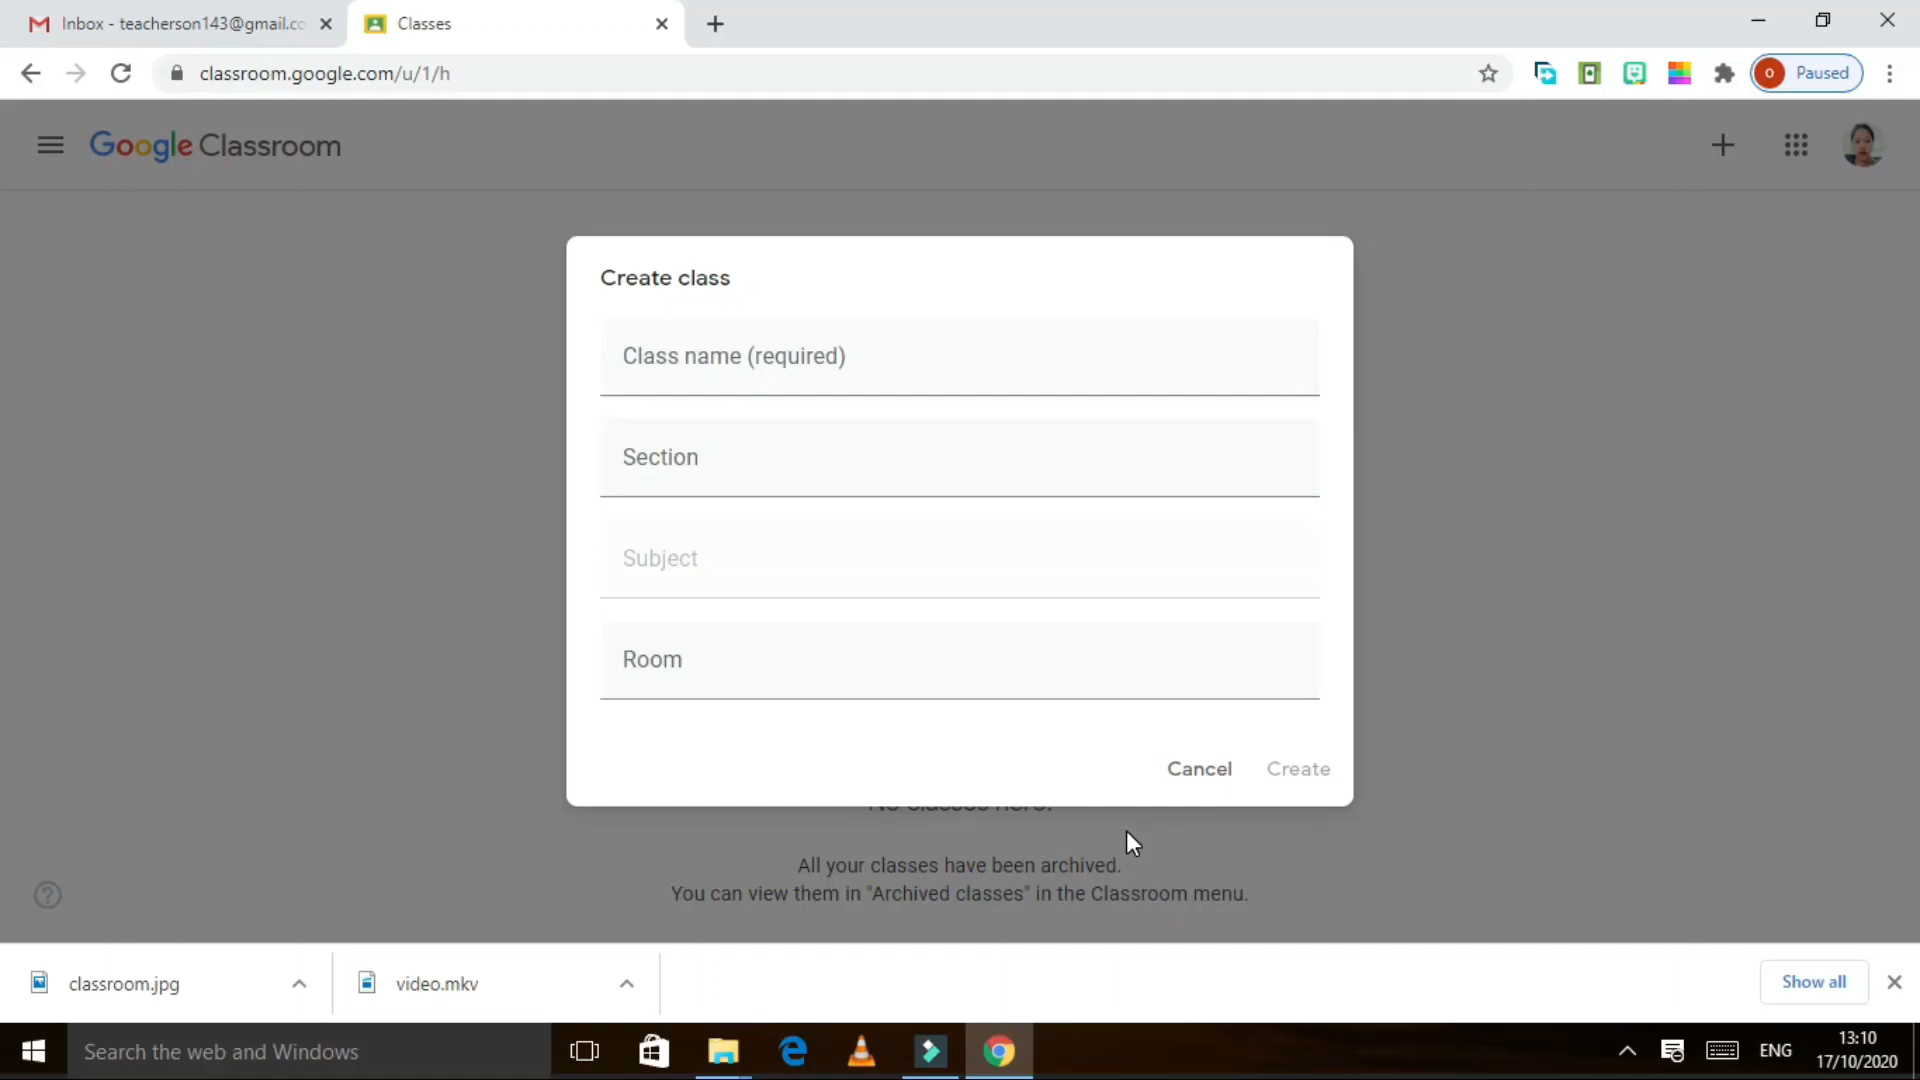 Inbox - teacherson143@gmail.co
Classes
classroom.google.com/u/1/h
O
Paused
Google Classroom
Create class
Class name (required)
Section
Subject
Room
Cancel
Create
No classes here!
All your classes have been archived.
You can view them in "Archived classes" in the Classroom menu.
classroom.jpg
video.mkv
Show all
Search the web and Windows
ENG
13:10
17/10/2020